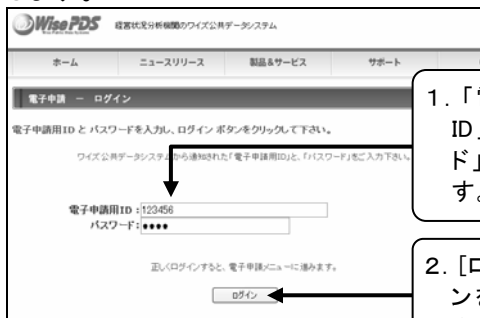 WisePDS 経営状況分析機関のワイズ公共データシステム
ホーム ニュースリリース 製品&サービス サポート
電子申請 － ログイン
電子申請用ID と パスワードを入力し、ログイン ボタンをクリックして下さい。
ワイズ公共データシステムから通知された「電子申請用ID」と、「パスワード」をご入力下さい。
電子申請用ID：123456
パスワード：●●●●
正しくログインすると、電子申請メニューに進みます。
ログイン
1．「
ID」
ド」
す。
2．［ロ
ンを